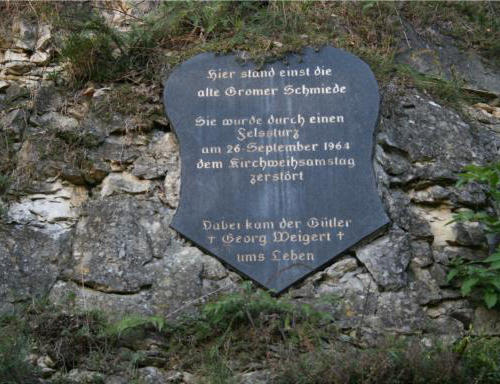 Hier stand einst die
alte Gromer Schmiede
Sie wurde durch einen
Felssturz
am 26. September 1964
dem Kirchweihsamstag
zerstört
Dabei kam der Gütler
† Georg Weigert †
ums Leben